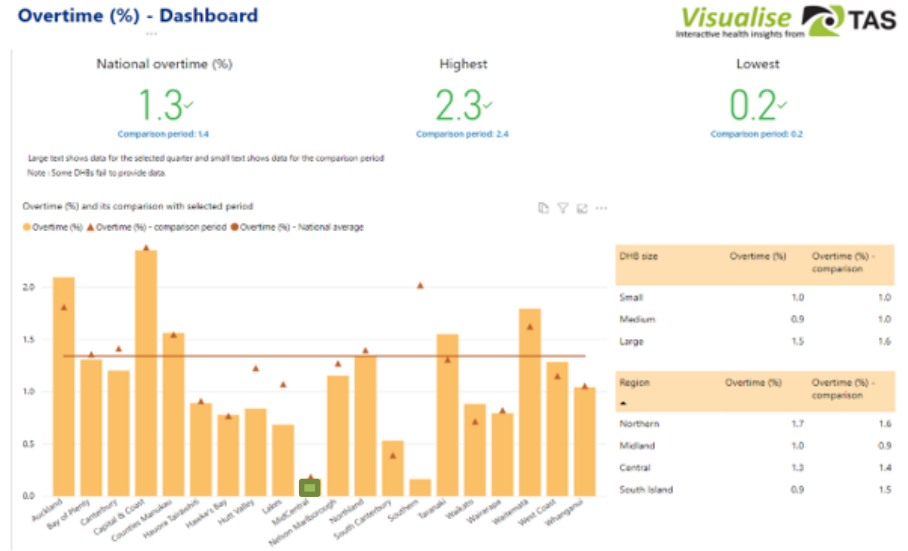 Overtime (%) - Dashboard
Visualise
Interactive health insights from
TAS
National overtime (%)
1.3
Comparison period: 1.4
Highest
2.3
Comparison period: 2.4
Lowest
0.2
Comparison period: 0.2
Large text shows data for the selected quarter and small text shows data for the comparison period
Note : Some DHBs fail to provide data.
Overtime (%) and its comparison with selected period
Overtime (%) Overtime (%) - comparison period Overtime (%) - National average
2.0
1.5
1.0
0.5
0.0
Auckland
Bay of Plenty
Canterbury
Capital & Coast
Counties Manukau
Hauora Tairāwhiti
Hawke's Bay
Hutt Valley
Lakes
MidCentral
Nelson Marlborough
Northland
South Canterbury
Southern
Taranaki
Waikato
Wairarapa
Waitematā
West Coast
Whanganui
DHB size Overtime (%) Overtime (%) -
comparison
Small 1.0 1.0
Medium 0.9 1.0
Large 1.5 1.6
Region Overtime (%) Overtime (%) -
comparison
Northern 1.7 1.6
Midland 1.0 0.9
Central 1.3 1.4
South Island 0.9 1.5